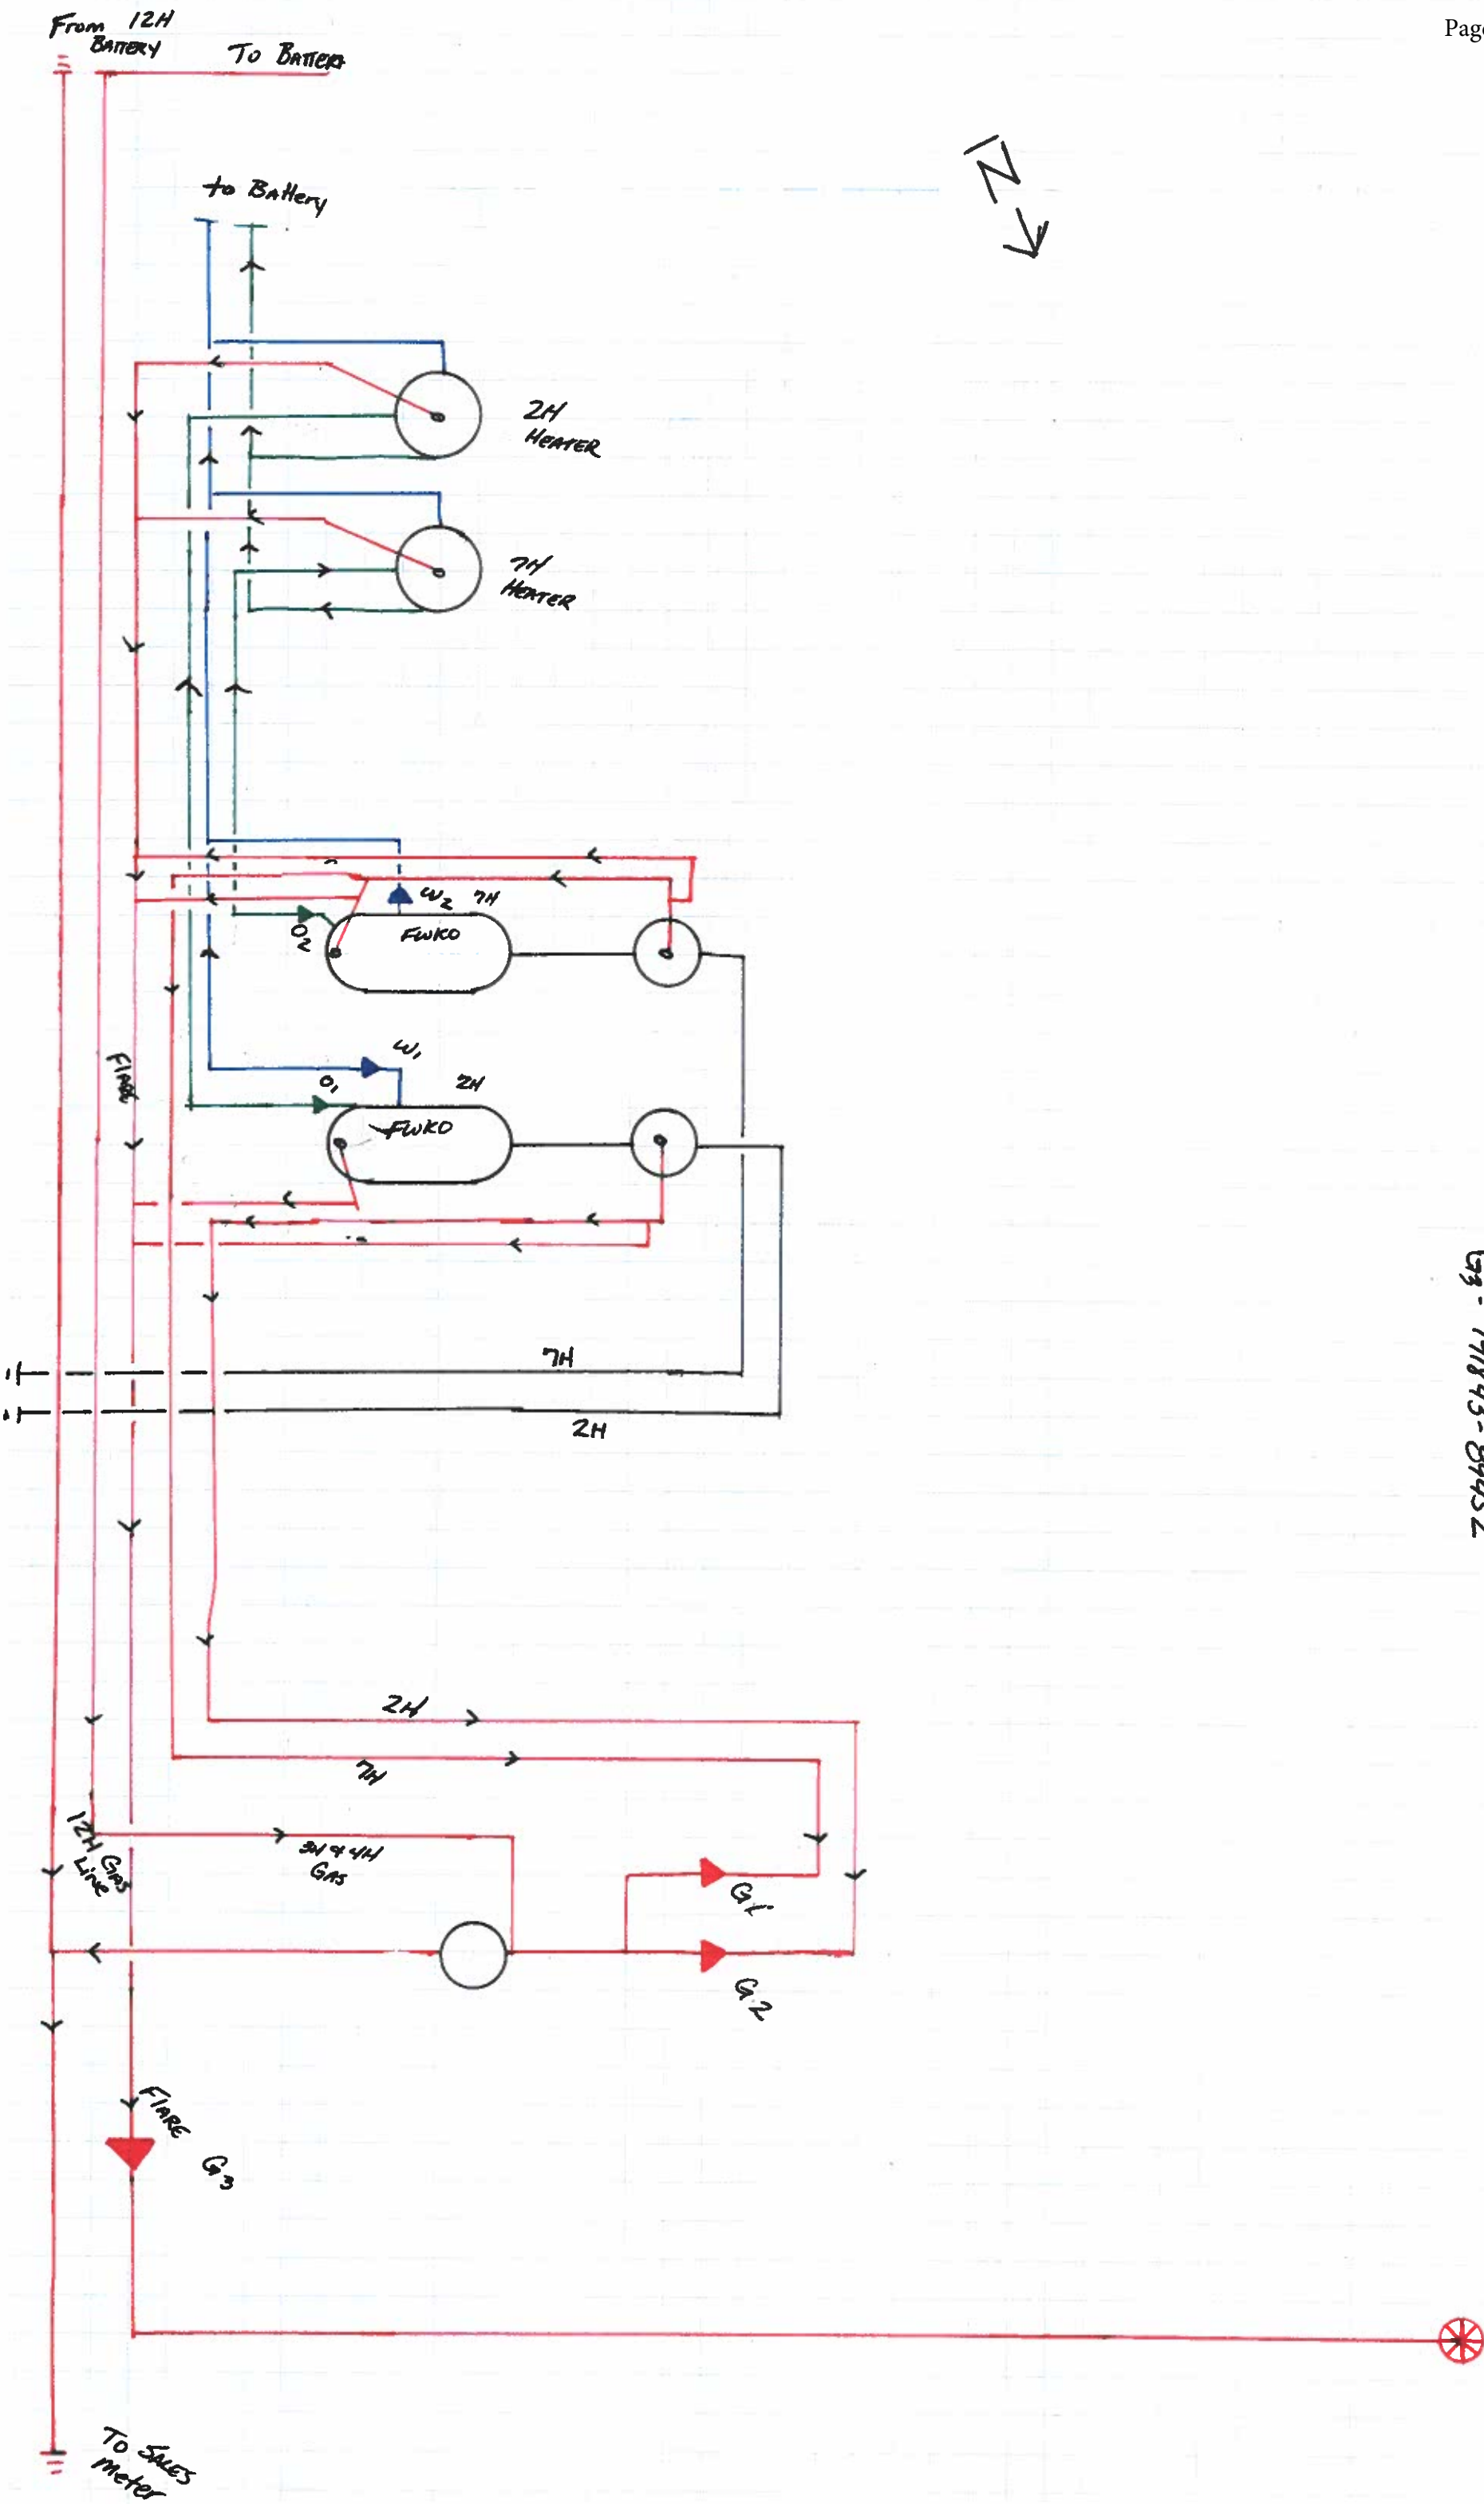 Page
From 12H
BATTERY
To BATTERY
N
to BAttery
2H
HEATER
7H
HEATER
W2 7H
O2
FWKO
W1
O1
2H
FWKO
Flare
7H
2H
2H
7H
12H
GAS
Line
3H & 4H
GAS
G1
G2
FlARE
G3
To SALES
meter